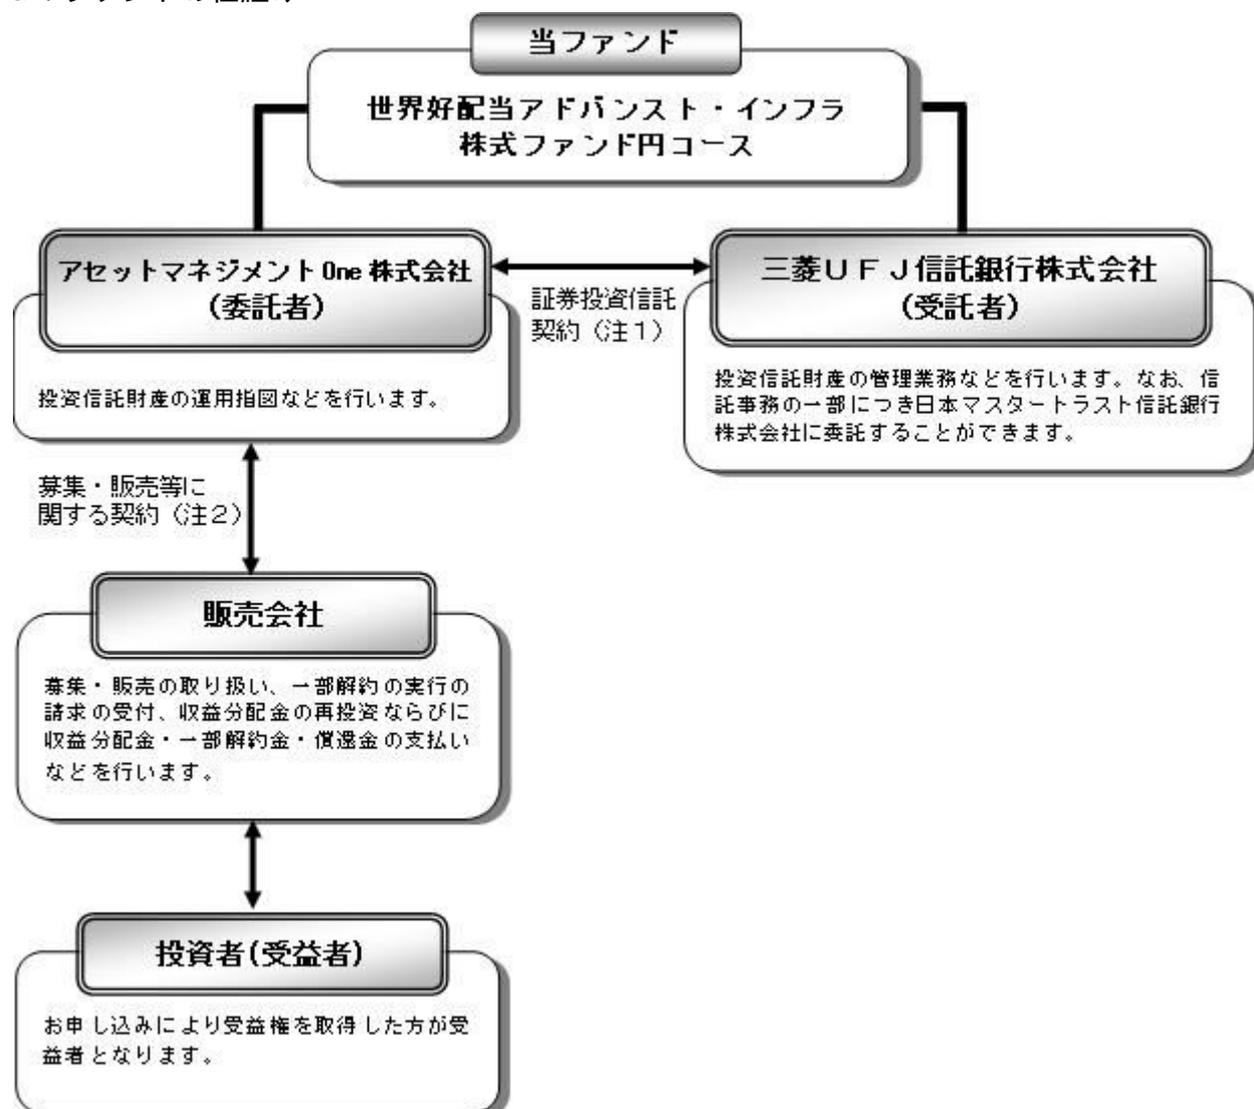 当ファンド
世界好配当アドバンスト・インフラ
株式ファンド円コース
アセットマネジメントOne 株式会社
(委託者)
投資信託財産の運用指図などを行います。
証券投資信託
契約（注１）
三菱ＵＦＪ信託銀行株式会社
(受託者)
投資信託財産の管理業務などを行います。なお、信
託事務の一部につき日本マスタートラスト信託銀行
株式会社に委託することができます。
募集・販売等に
関する契約（注２）
販売会社
募集・販売の取り扱い、一部解約の実行の
請求の受付、収益分配金の再投資ならびに
収益分配金・一部解約金・償還金の支払い
などを行います。
投資者(受益者)
お申し込みにより受益権を取得した方が受
益者となります。